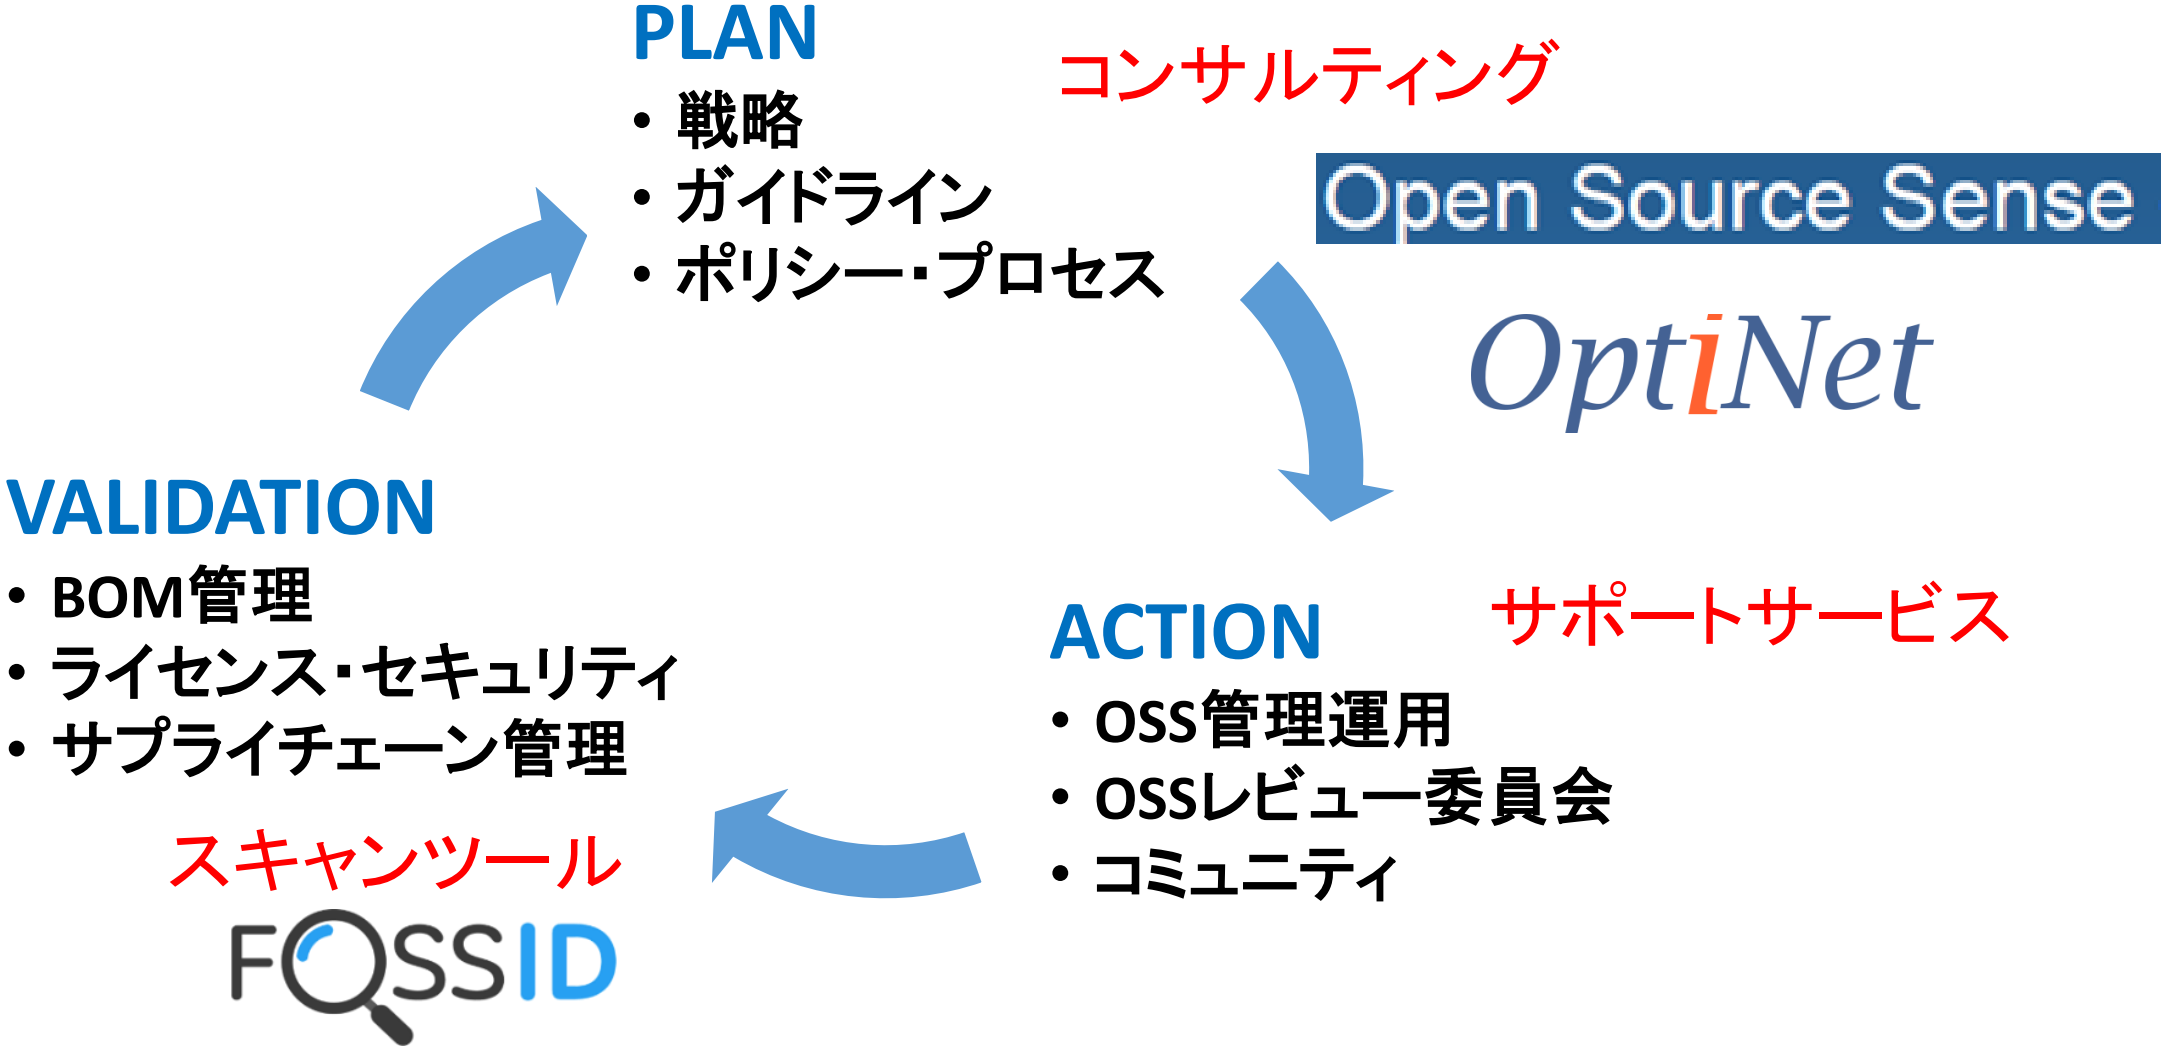 PLAN
• 戦略
• ガイドライン
• ポリシー・プロセス
コンサルティング
Open Source Sense
OptiNet
サポートサービス
ACTION
• OSS管理運用
• OSSレビュー委員会
• コミュニティ
VALIDATION
• BOM管理
• ライセンス・セキュリティ
• サプライチェーン管理
スキャンツール
FOSSID